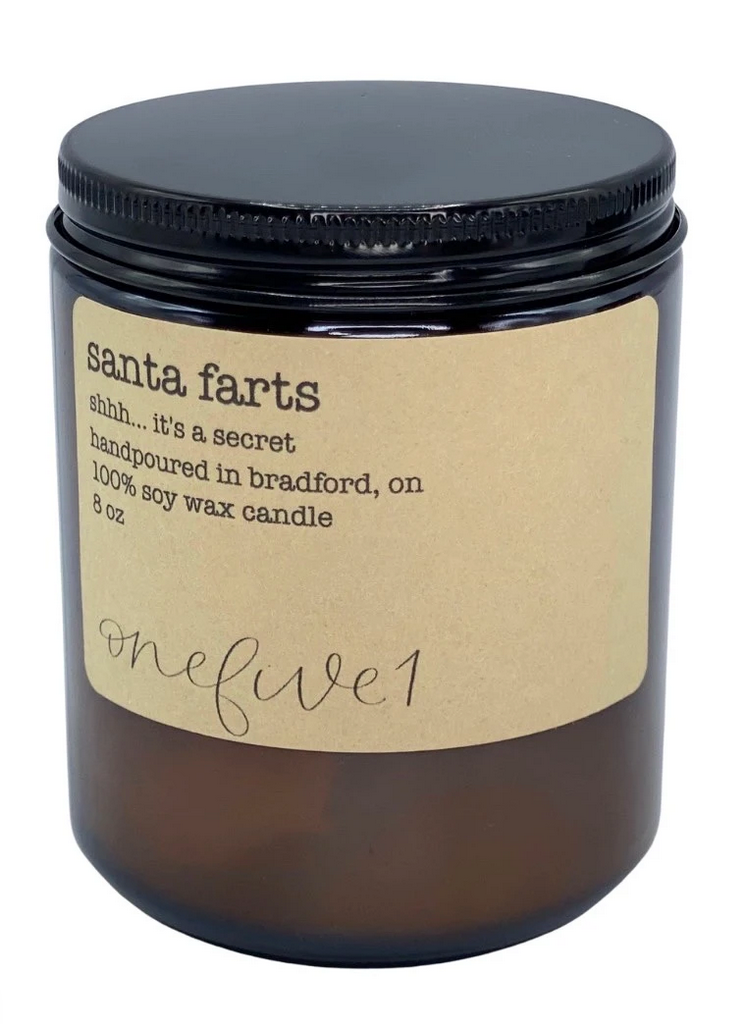 santa farts
shhh... it's a secret
handpoured in bradford, on
100% soy wax candle
8 oz
onefive1